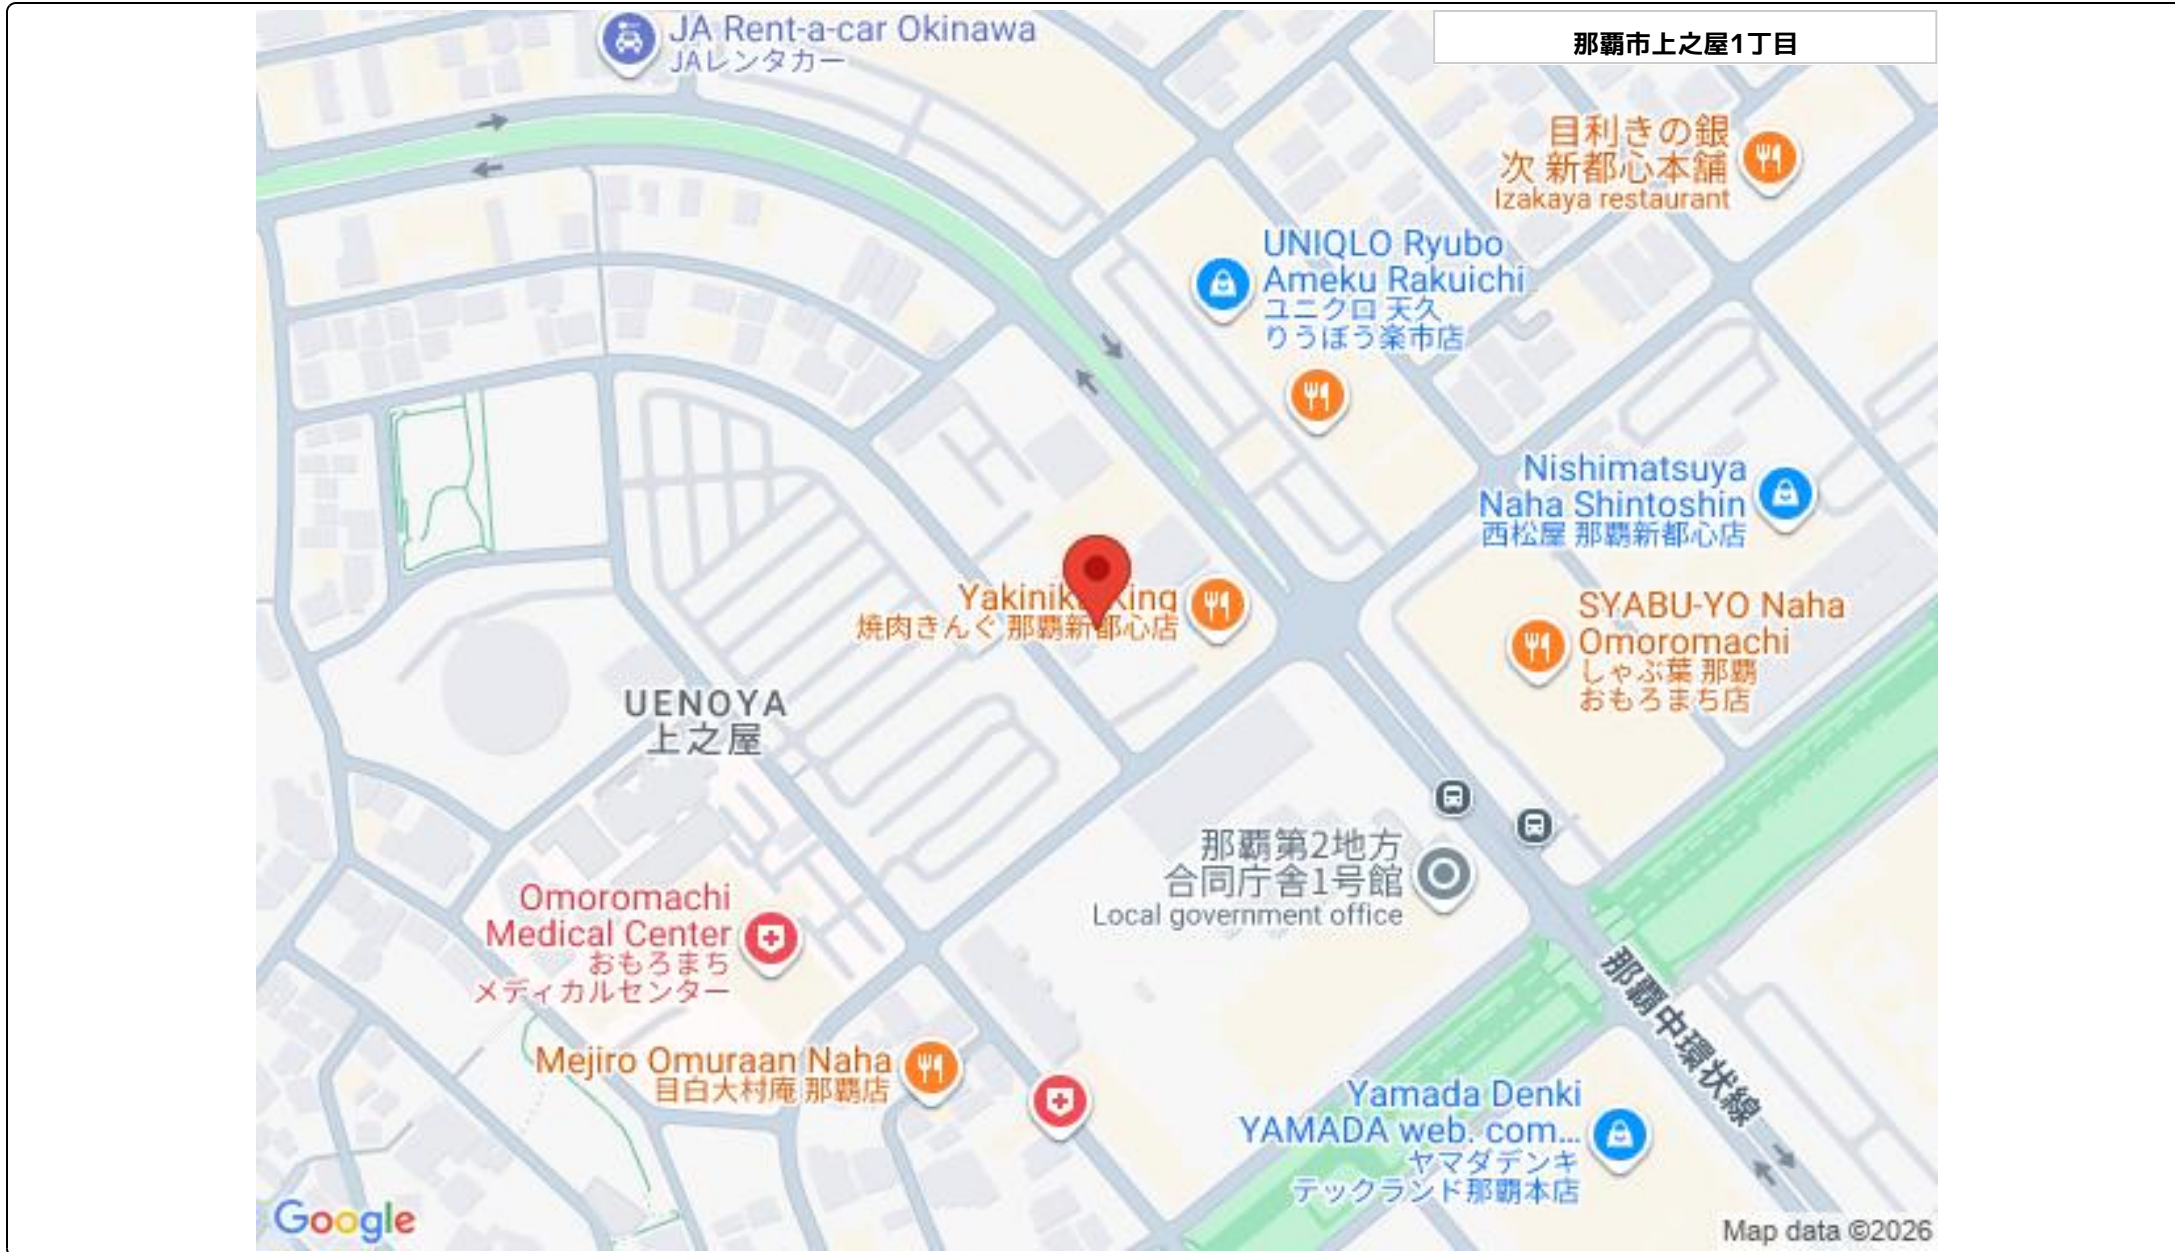 JA Rent-a-car Okinawa
JAレンタカー
那覇市上之屋1丁目
目利きの銀
次 新都心本舗
Izakaya restaurant
UNIQLO Ryubo
Ameku Rakuichi
ユニクロ 天久
りうぼう楽市店
Nishimatsuya
Naha Shintoshin
西松屋 那覇新都心店
Yakiniku King
焼肉きんぐ 那覇新都心店
SYABU-YO Naha
Omoromachi
しゃぶ葉 那覇
おもろまち店
UENOYA
上之屋
那覇第2地方
合同庁舎1号館
Local government office
Omoromachi
Medical Center
おもろまち
メディカルセンター
那覇中環状線
Mejiro Omuraan Naha
目白大村庵 那覇店
Yamada Denki
YAMADA web. com...
ヤマダデンキ
テックランド那覇本店
Google
Map data ©2026